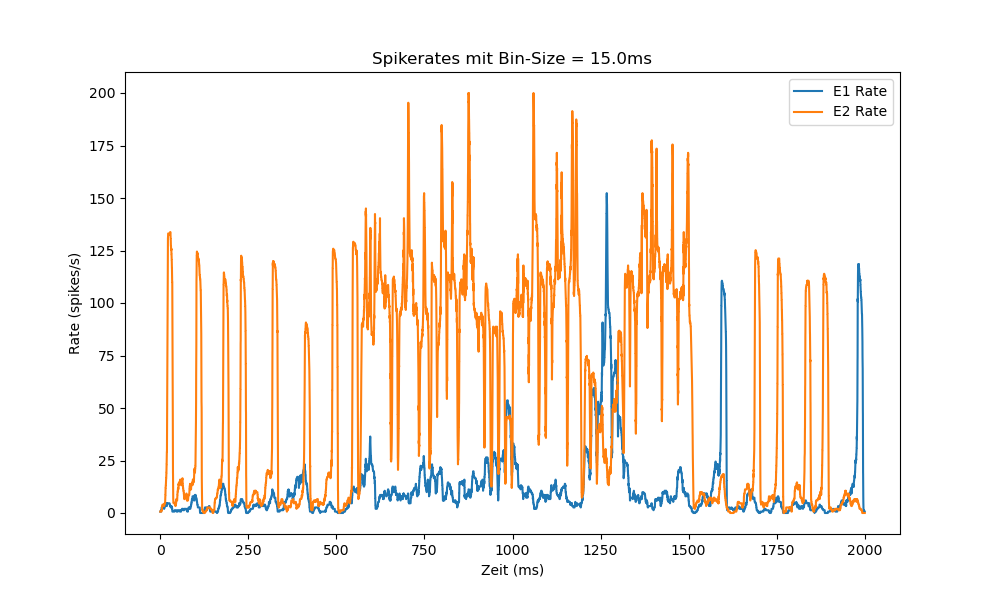 Spikerates mit Bin-Size = 15.0ms
E1 Rate
E2 Rate
200
175
150
125
100
75
50
25
0
Rate (spikes/s)
0 250 500 750 1000 1250 1500 1750 2000
Zeit (ms)